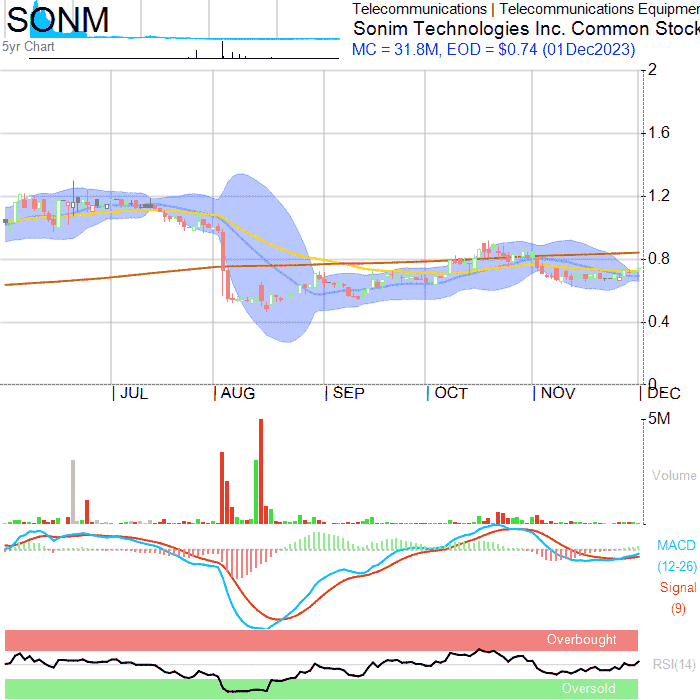 SONM
5yr Chart
Telecommunications | Telecommunications Equipmen
Sonim Technologies Inc. Common Stock
MC = 31.8M, EOD = $0.74 (01Dec2023)
2
1.6
1.2
0.8
0.4
0
JUL
AUG
SEP
OCT
NOV
DEC
5M
Volume
MACD
(12-26)
Signal
(9)
Overbought
RSI(14)
Oversold